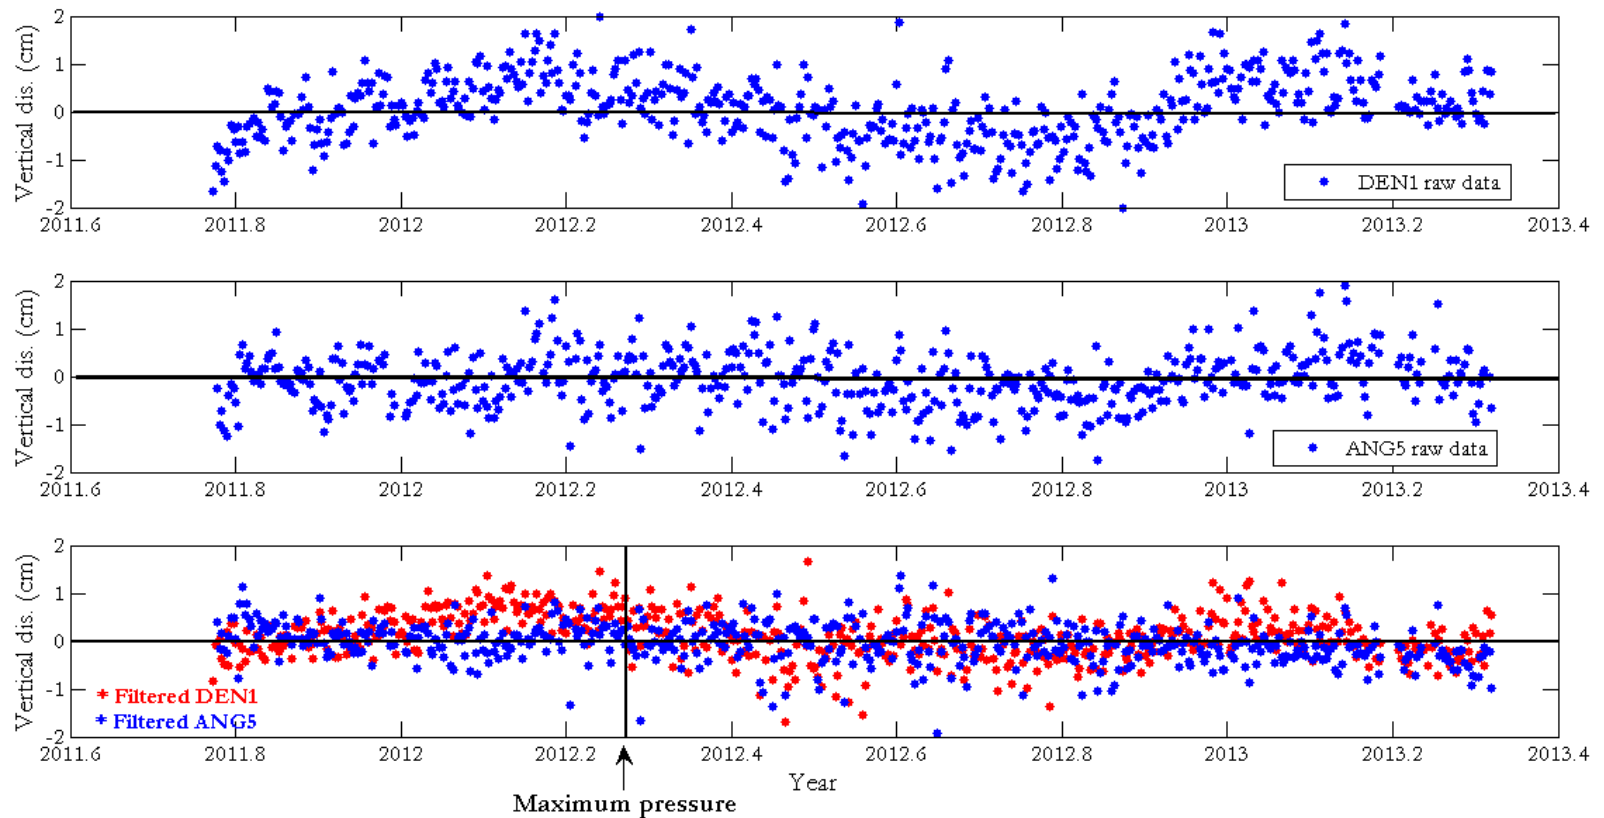 2
1
0
-1
-2
Vertical dis. (cm)
DEN1 raw data
2011.6 2011.8 2012 2012.2 2012.4 2012.6 2012.8 2013 2013.2 2013.4
2
1
0
-1
-2
Vertical dis. (cm)
ANG5 raw data
2011.6 2011.8 2012 2012.2 2012.4 2012.6 2012.8 2013 2013.2 2013.4
2
1
0
-1
-2
Vertical dis. (cm)
Filtered DEN1
Filtered ANG5
2011.6 2011.8 2012 2012.2 2012.4 2012.6 2012.8 2013 2013.2 2013.4
Year
Maximum pressure